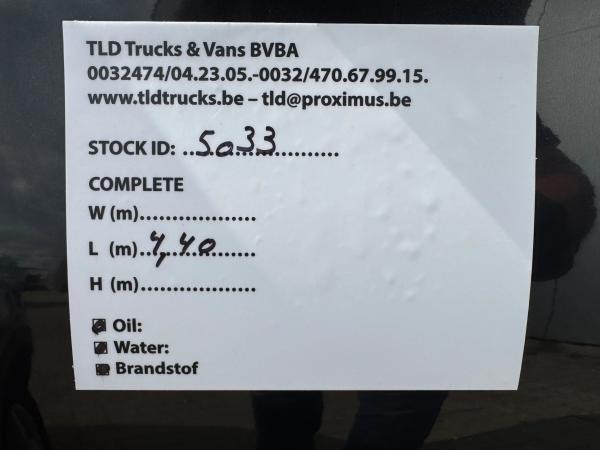 TLD Trucks & Vans BVBA
0032474/04.23.05.-0032/470.67.99.15.
www.tldtrucks.be – tld@proximus.be
STOCK ID: ..5033......................
COMPLETE
W (m)...................
L (m)..4,40.......
H (m)...................
Oil:
Water:
Brandstof